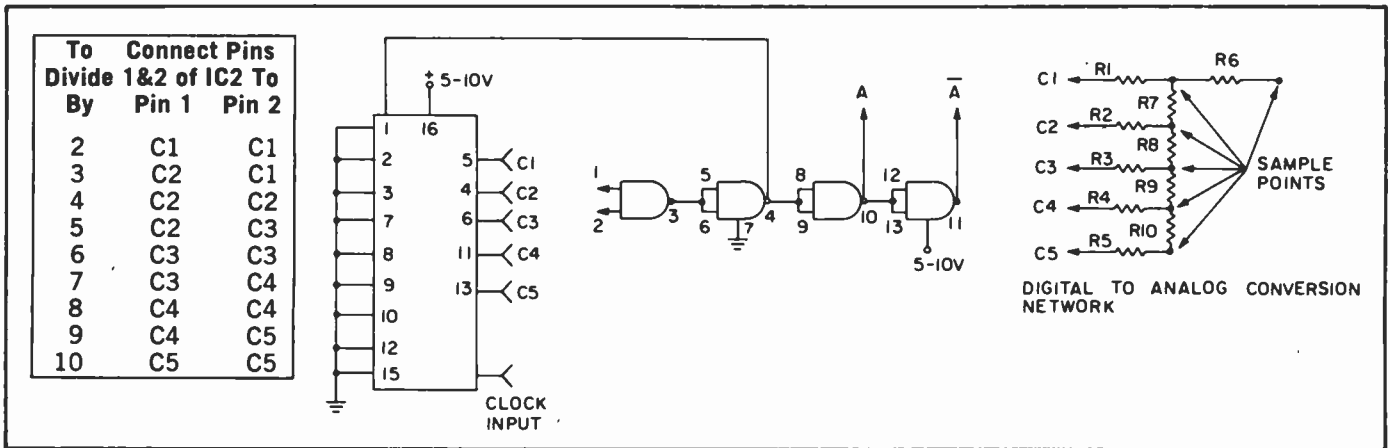 To Connect Pins
Divide 1&2 of IC2 To
By Pin 1 Pin 2
2 C1 C1
3 C2 C1
4 C2 C2
5 C2 C3
6 C3 C3
7 C3 C4
8 C4 C4
9 C4 C5
10 C5 C5
+
5-10V
1
16
2
3
7
8
9
10
12
15
5
C1
4
C2
6
C3
11
C4
13
C5
CLOCK
INPUT
1
2
3
5
6
7
4
8
9
A
10
12
13
A
11
5-10V
C1 R1 R6
R7
C2 R2
R8
C3 R3
R9
C4 R4
R10
C5 R5
SAMPLE
POINTS
DIGITAL TO ANALOG CONVERSION
NETWORK